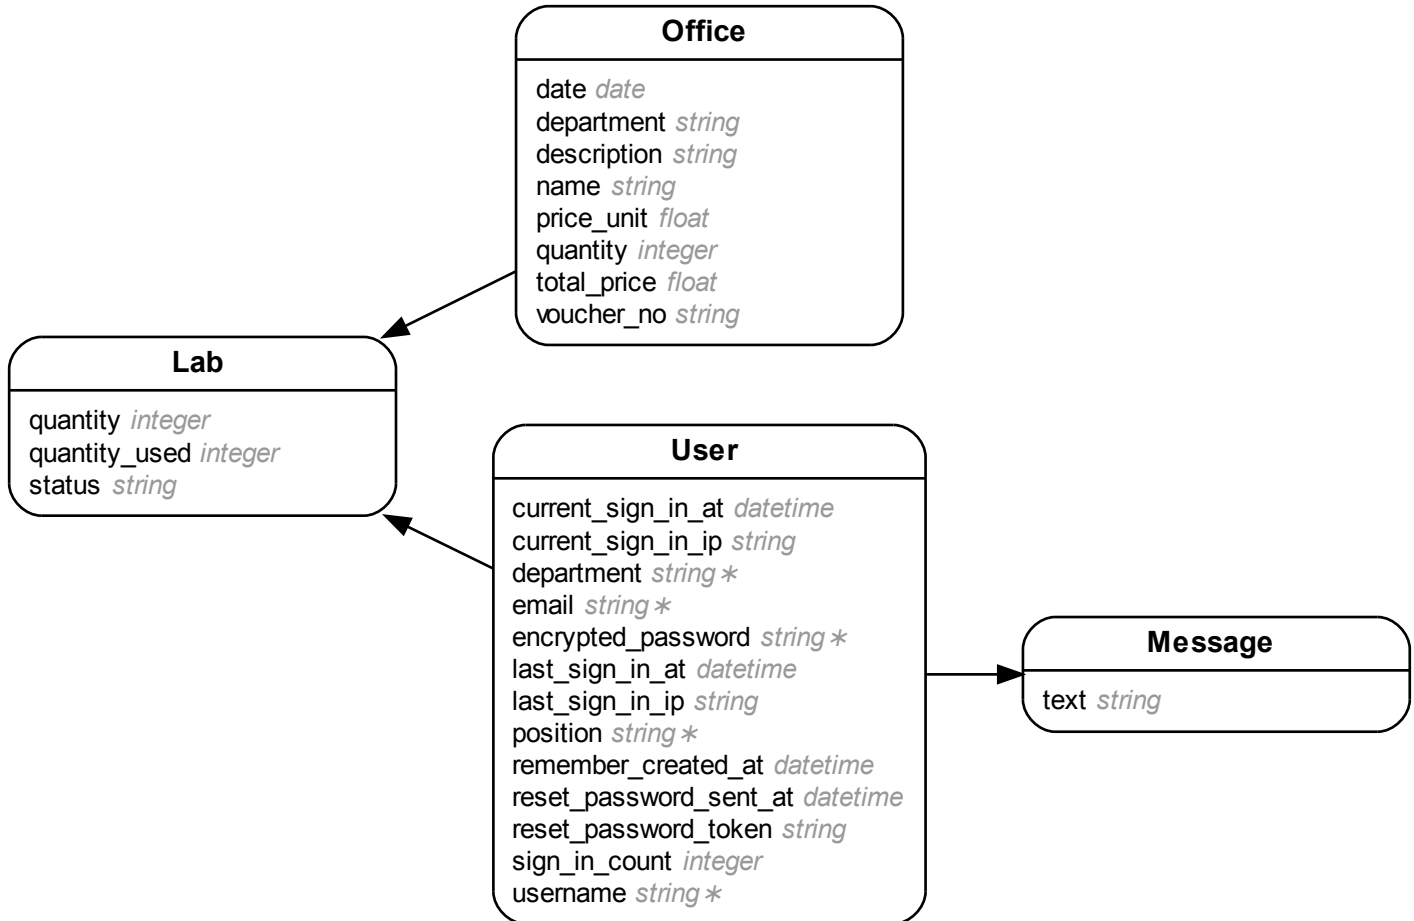 Office
date date
department string
description string
name string
price_unit float
quantity integer
total_price float
voucher_no string
Lab
quantity integer
quantity_used integer
status string
User
current_sign_in_at datetime
current_sign_in_ip string
department string∗
email string∗
encrypted_password string∗
last_sign_in_at datetime
last_sign_in_ip string
position string∗
remember_created_at datetime
reset_password_sent_at datetime
reset_password_token string
sign_in_count integer
username string∗
Message
text string